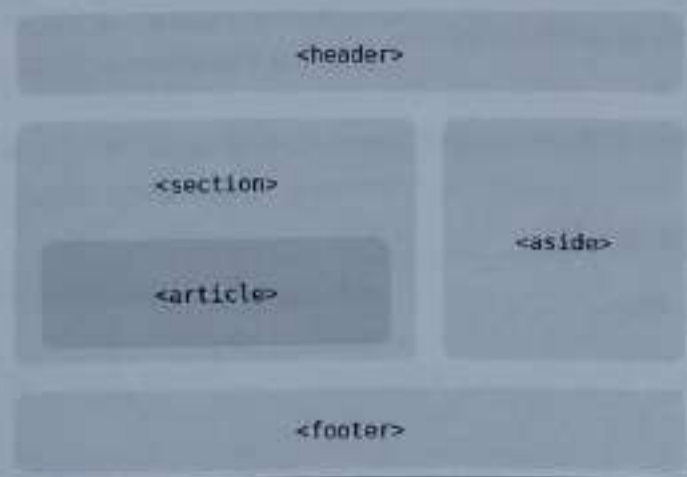 <header>
<section>
<aside>
<article>
<footer>